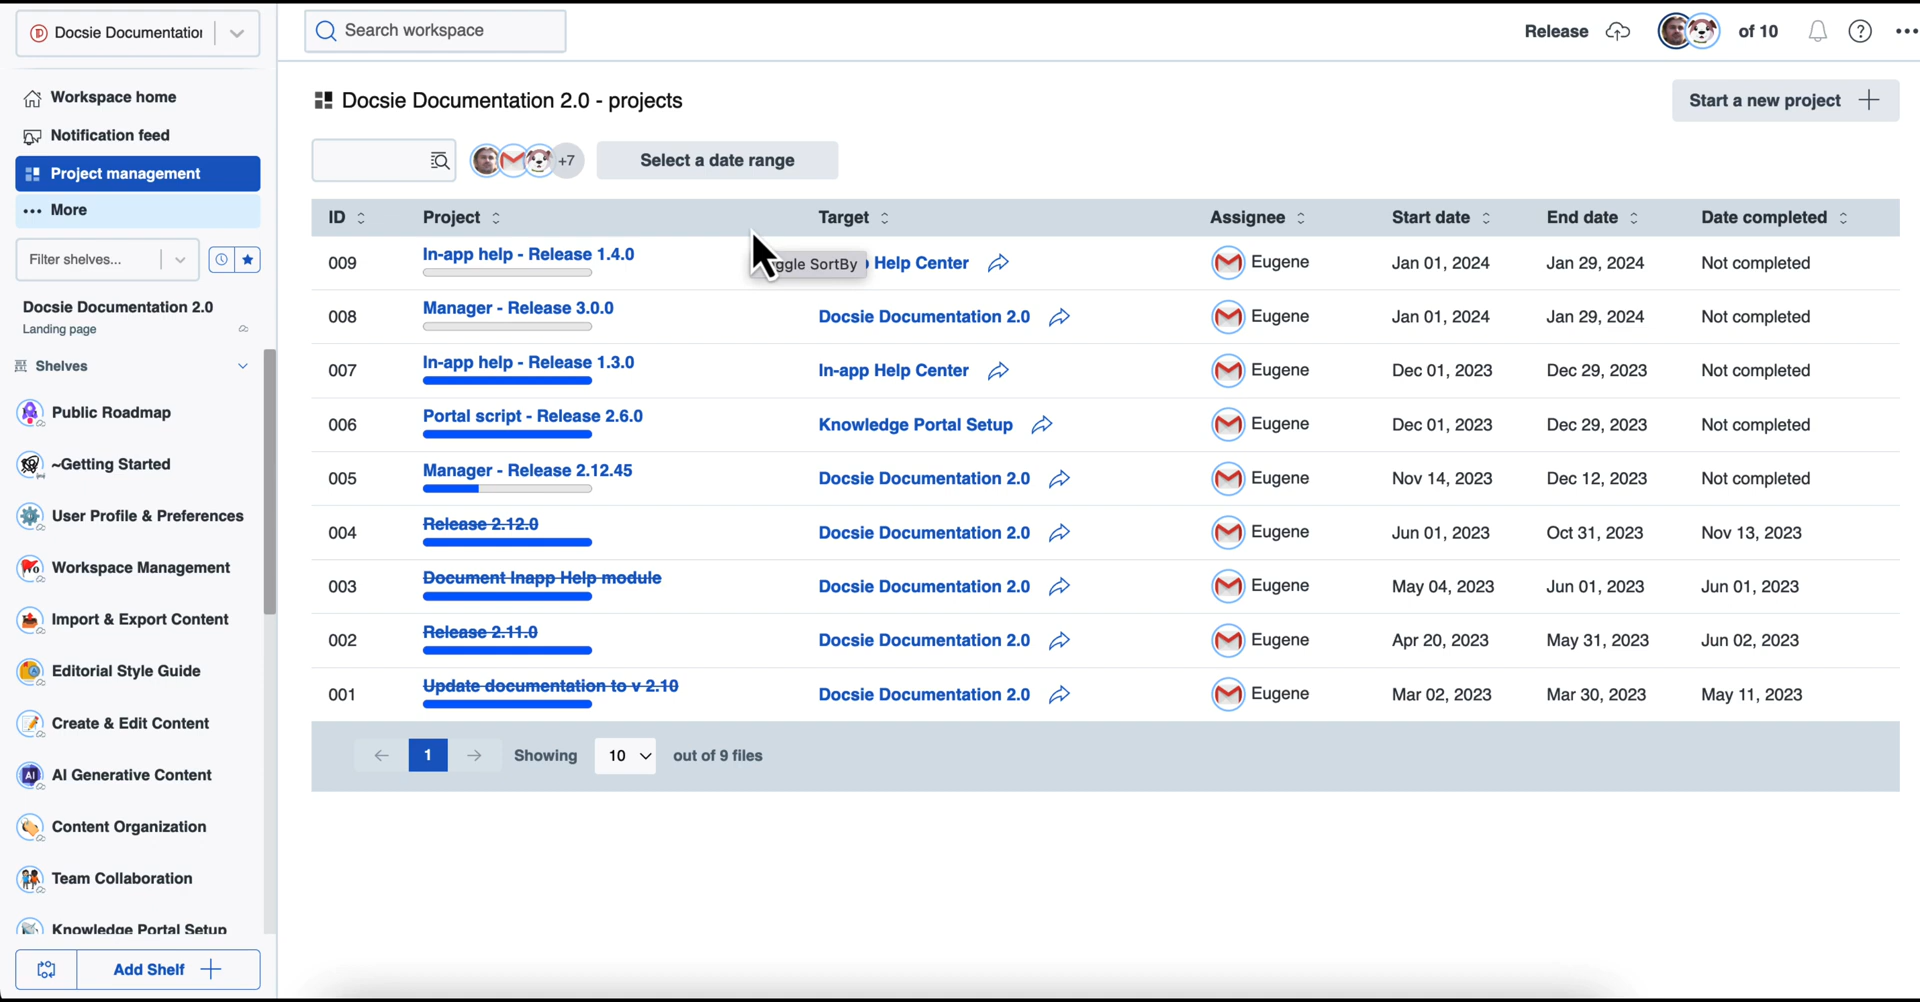 Docsie Documentation
Search workspace
Release
of 10
Workspace home
Notification feed
Project management
More
Filter shelves...
Docsie Documentation 2.0
Landing page
Shelves
Public Roadmap
~Getting Started
User Profile & Preferences
Workspace Management
Import & Export Content
Editorial Style Guide
Create & Edit Content
AI Generative Content
Content Organization
Team Collaboration
Knowledge Portal Setup
Add Shelf
Docsie Documentation 2.0 - projects
Start a new project
+7
Select a date range
ID Project Target Assignee Start date End date Date completed
009 In-app help - Release 1.4.0 Help Center Eugene Jan 01, 2024 Jan 29, 2024 Not completed
SortBy
008 Manager - Release 3.0.0 Docsie Documentation 2.0 Eugene Jan 01, 2024 Jan 29, 2024 Not completed
007 In-app help - Release 1.3.0 In-app Help Center Eugene Dec 01, 2023 Dec 29, 2023 Not completed
006 Portal script - Release 2.6.0 Knowledge Portal Setup Eugene Dec 01, 2023 Dec 29, 2023 Not completed
005 Manager - Release 2.12.45 Docsie Documentation 2.0 Eugene Nov 14, 2023 Dec 12, 2023 Not completed
004 Release 2.12.0 Docsie Documentation 2.0 Eugene Jun 01, 2023 Oct 31, 2023 Nov 13, 2023
003 Document Inapp Help module Docsie Documentation 2.0 Eugene May 04, 2023 Jun 01, 2023 Jun 01, 2023
002 Release 2.11.0 Docsie Documentation 2.0 Eugene Apr 20, 2023 May 31, 2023 Jun 02, 2023
001 Update documentation to v 2.10 Docsie Documentation 2.0 Eugene Mar 02, 2023 Mar 30, 2023 May 11, 2023
1 Showing 10 out of 9 files